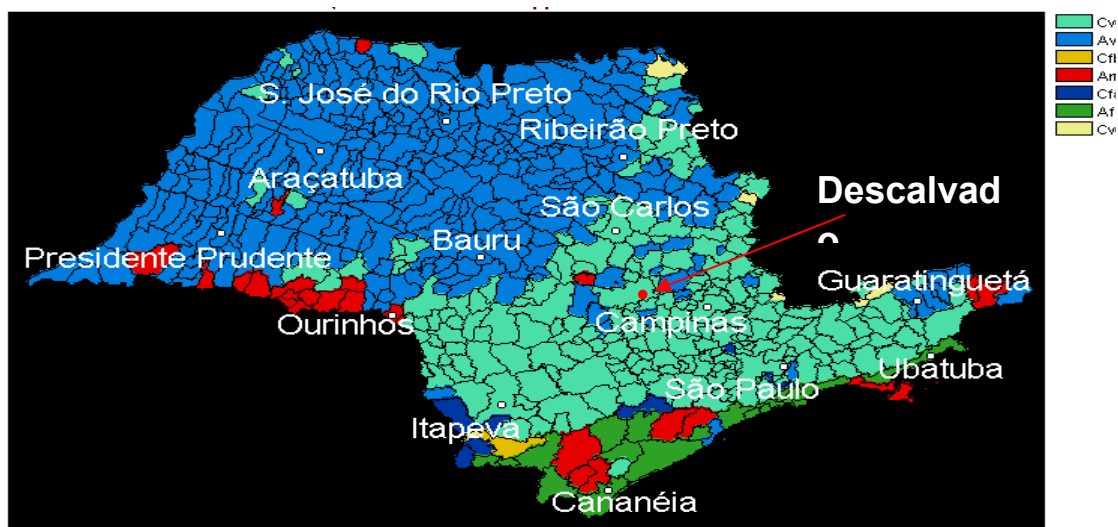 S. José do Rio Preto
Ribeirão Preto
Araçatuba
São Carlos
Descalvad
Bauru
Presidente Prudente
Guaratinguetá
Ourinhos
Campinas
Ubatuba
São Paulo
Itapeva
Cananéia
Af